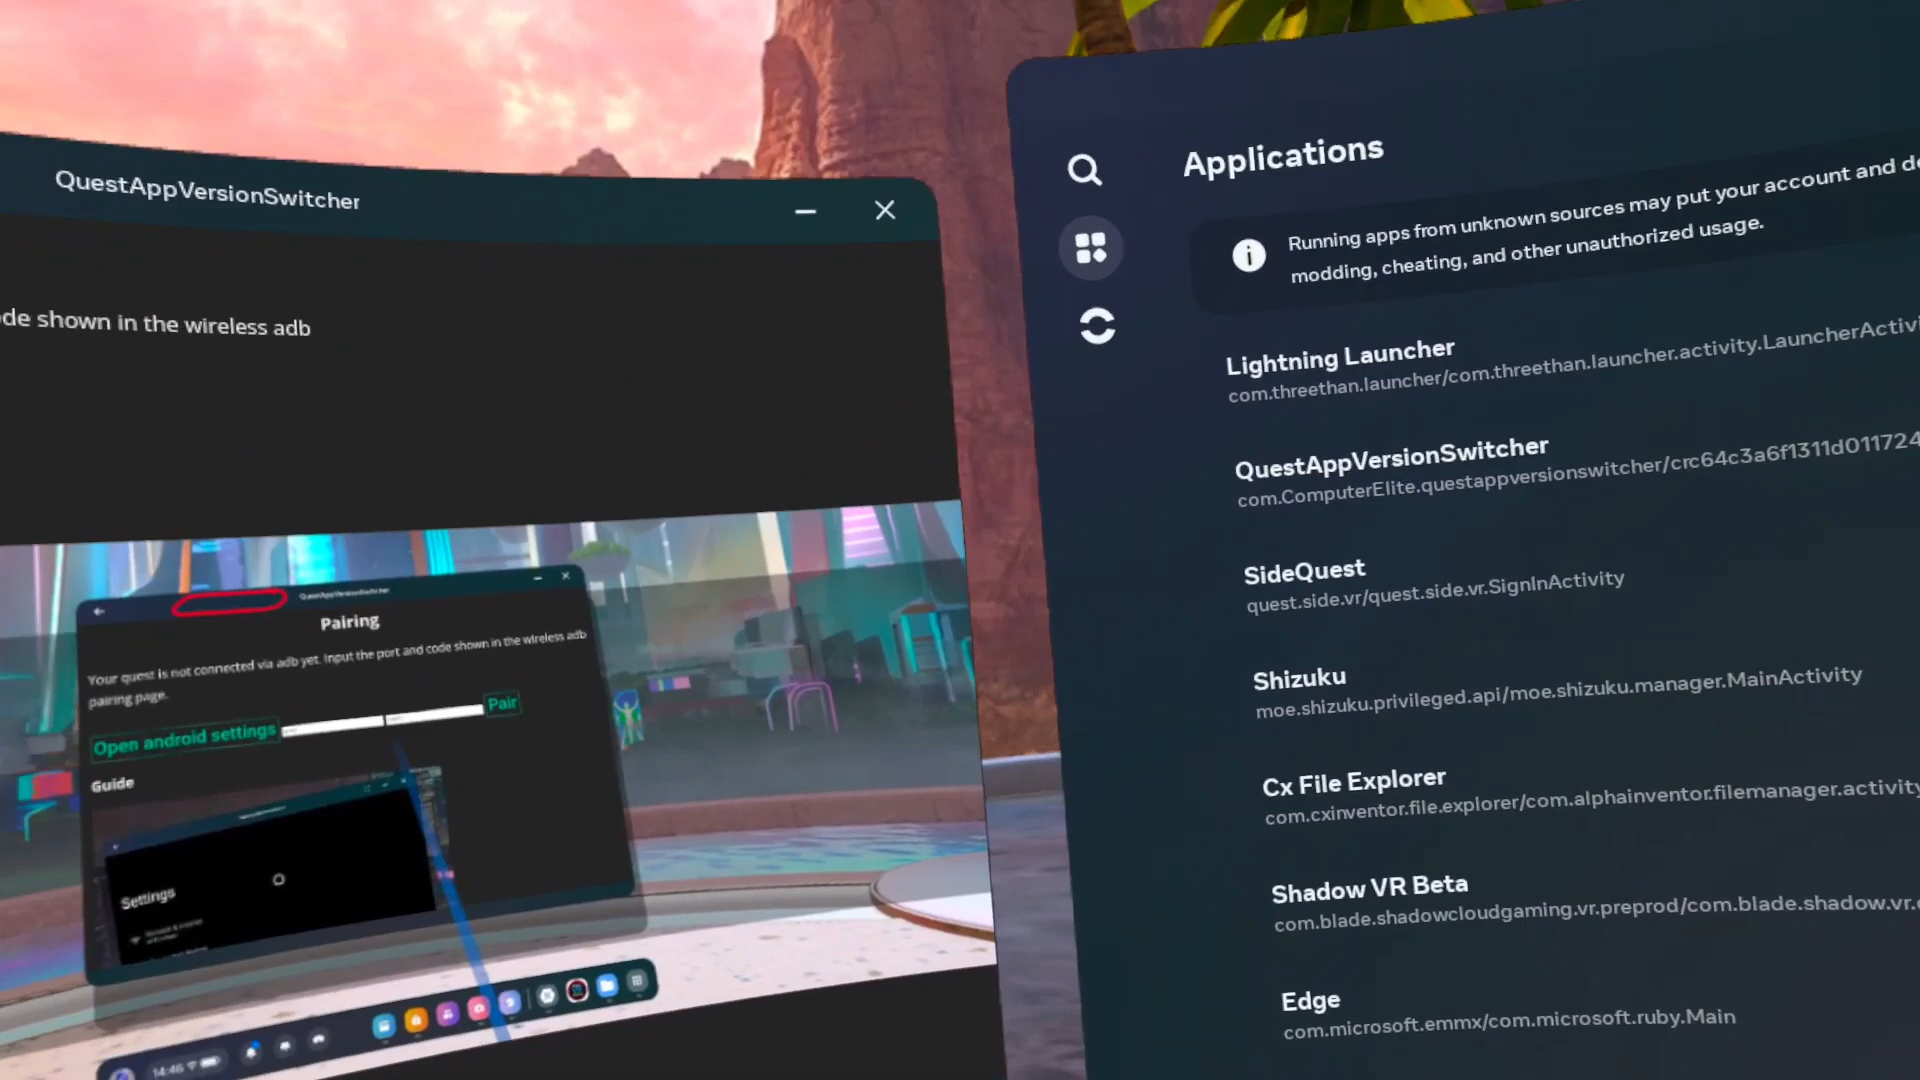 QuestAppVersionSwitcher
de shown in the wireless adb
QuestAppVersionSwitcher
Pairing
Your quest is not connected via adb yet. Input the port and code shown in the wireless adb
pairing page.
Open android settings
Pair
Guide
Settings
14:46
Applications
Running apps from unknown sources may put your account and de
modding, cheating, and other unauthorized usage.
Lightning Launcher
com.threethan.launcher/com.threethan.launcher.activity.LauncherActivi
QuestAppVersionSwitcher
com.ComputerElite.questappversionswitcher/crc64c3a6f1311d011724
SideQuest
quest.side.vr/quest.side.vr.SignInActivity
Shizuku
moe.shizuku.privileged.api/moe.shizuku.manager.MainActivity
Cx File Explorer
com.cxinventor.file.explorer/com.alphainventor.filemanager.activity
Shadow VR Beta
com.blade.shadowcloudgaming.vr.preprod/com.blade.shadow.vr.
Edge
com.microsoft.emmx/com.microsoft.ruby.Main